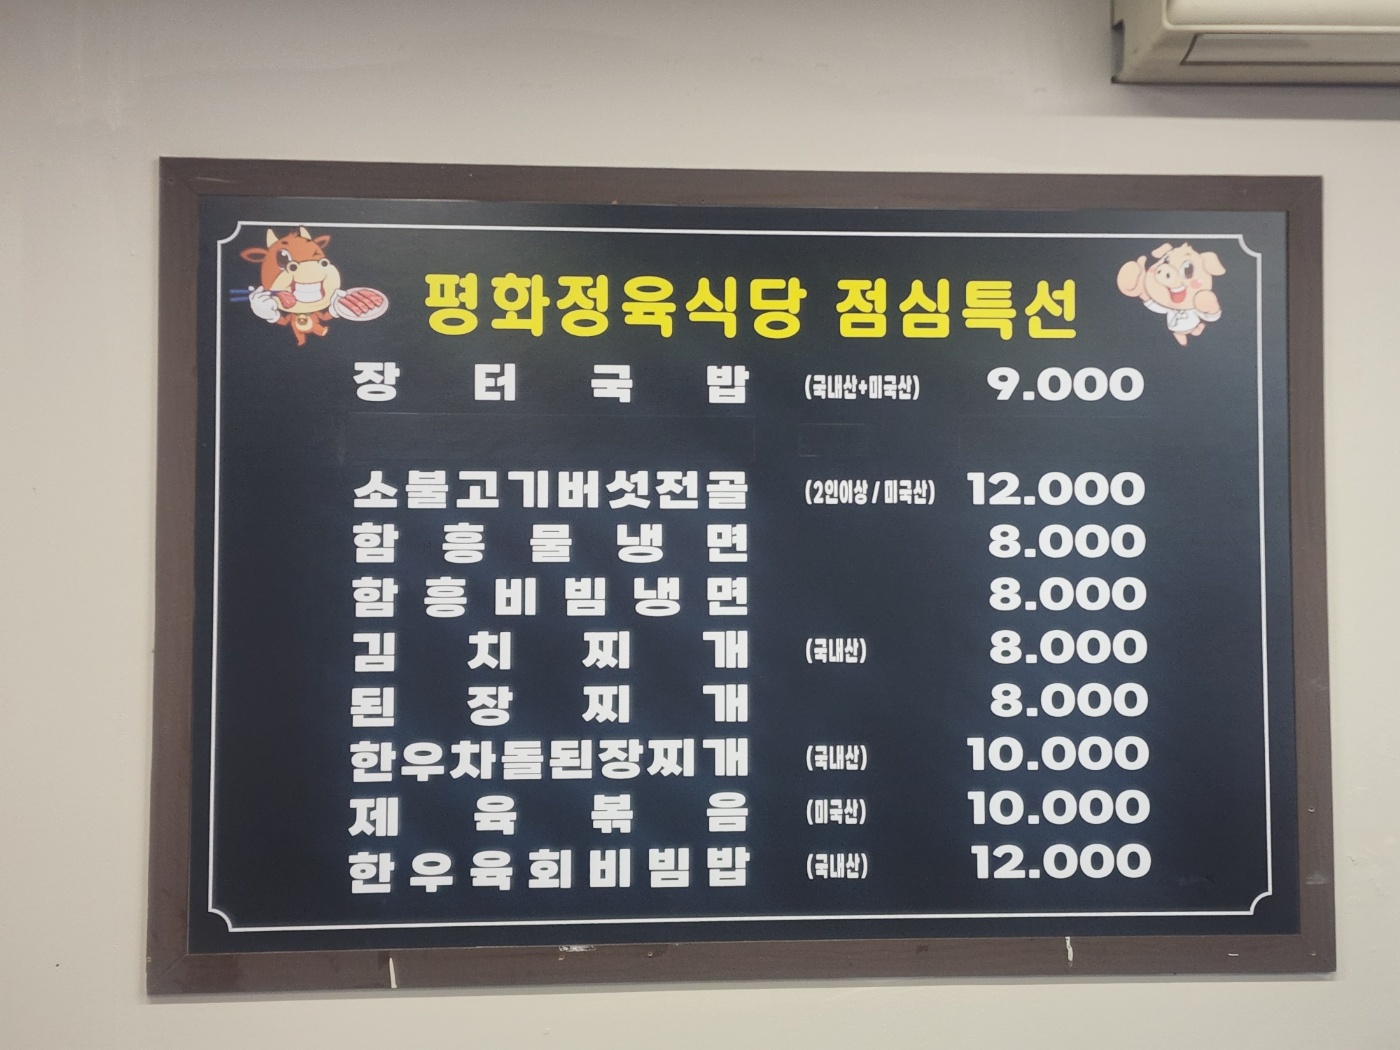 평화정육식당 점심특선
장터국밥 (국내산+미국산) 9.000
소불고기버섯전골 (2인이상 / 미국산) 12.000
함흥물냉면 8.000
함흥비빔냉면 8.000
김치찌개 (국내산) 8.000
된장찌개 8.000
한우차돌된장찌개 (국내산) 10.000
제육볶음 (미국산) 10.000
한우육회비빔밥 (국내산) 12.000